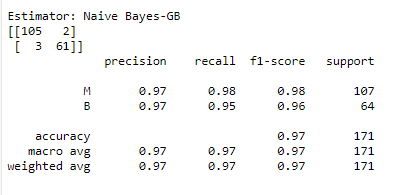 Estimator: Naive Bayes-GB
[[105 2]
[ 3 61]]
precision recall f1-score support
M 0.97 0.98 0.98 107
B 0.97 0.95 0.96 64
accuracy 0.97 171
macro avg 0.97 0.97 0.97 171
weighted avg 0.97 0.97 0.97 171